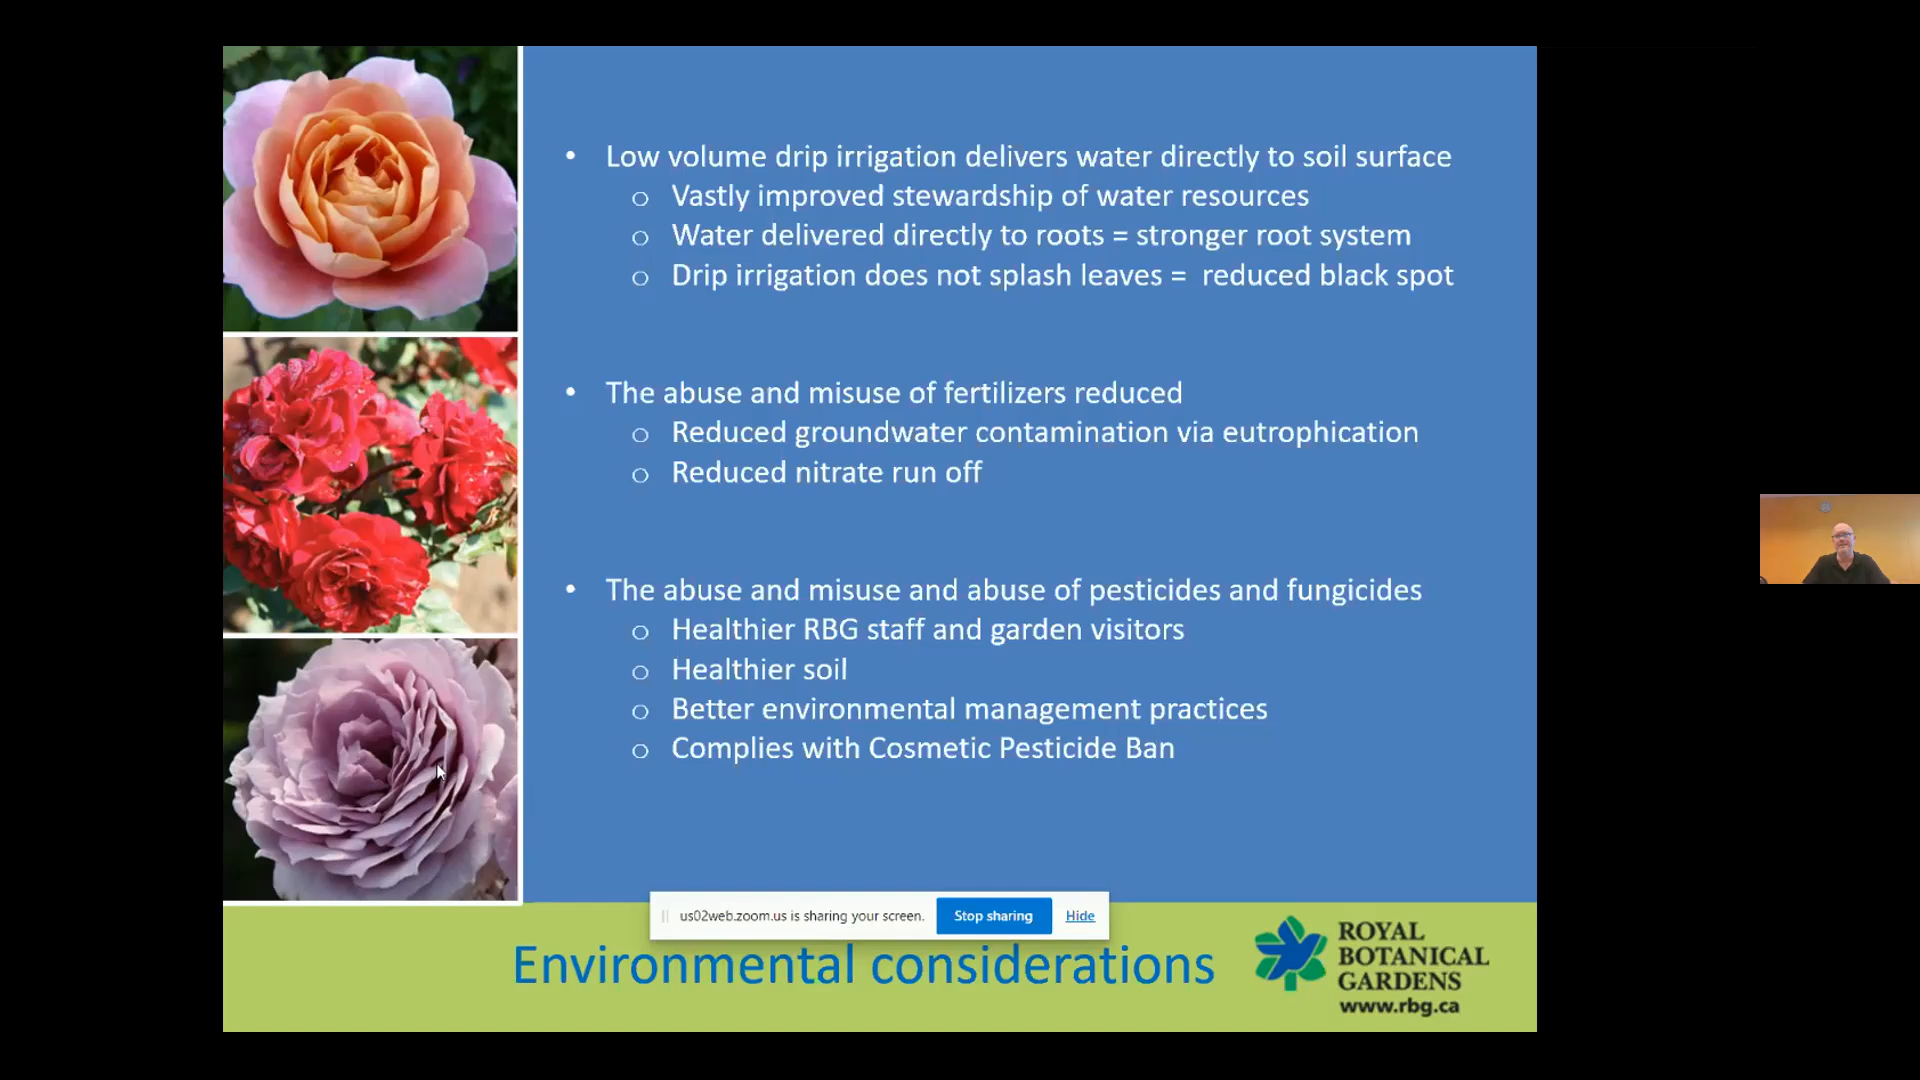 • Low volume drip irrigation delivers water directly to soil surface
o Vastly improved stewardship of water resources
o Water delivered directly to roots = stronger root system
o Drip irrigation does not splash leaves = reduced black spot
• The abuse and misuse of fertilizers reduced
o Reduced groundwater contamination via eutrophication
o Reduced nitrate run off
• The abuse and misuse and abuse of pesticides and fungicides
o Healthier RBG staff and garden visitors
o Healthier soil
o Better environmental management practices
o Complies with Cosmetic Pesticide Ban
us02web.zoom.us is sharing your screen. Stop sharing Hide
Environmental considerations
ROYAL
BOTANICAL
GARDENS
www.rbg.ca